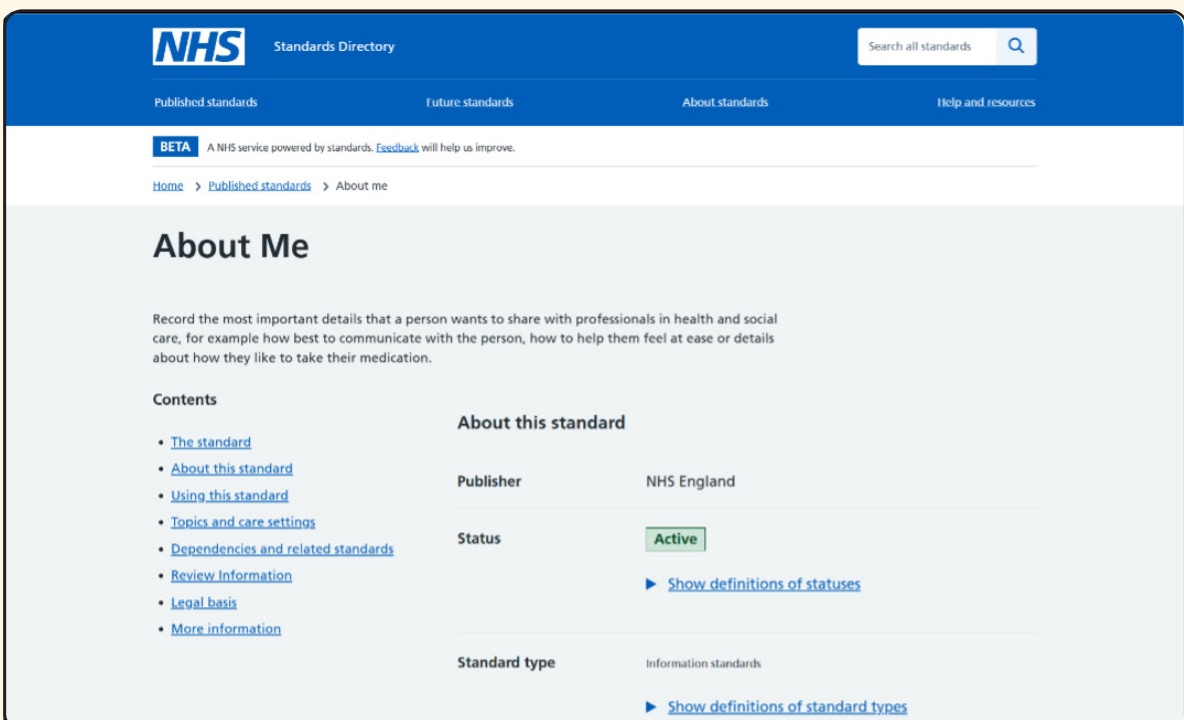 NHS Standards Directory Search all standards
Published standards Future standards About standards Help and resources
BETA A NHS service powered by standards. Feedback will help us improve.
Home > Published standards > About me
About Me
Record the most important details that a person wants to share with professionals in health and social
care, for example how best to communicate with the person, how to help them feel at ease or details
about how they like to take their medication.
Contents
• The standard
• About this standard
• Using this standard
• Topics and care settings
• Dependencies and related standards
• Review Information
• Legal basis
• More information
About this standard
Publisher NHS England
Status Active
Show definitions of statuses
Standard type Information standards
Show definitions of standard types